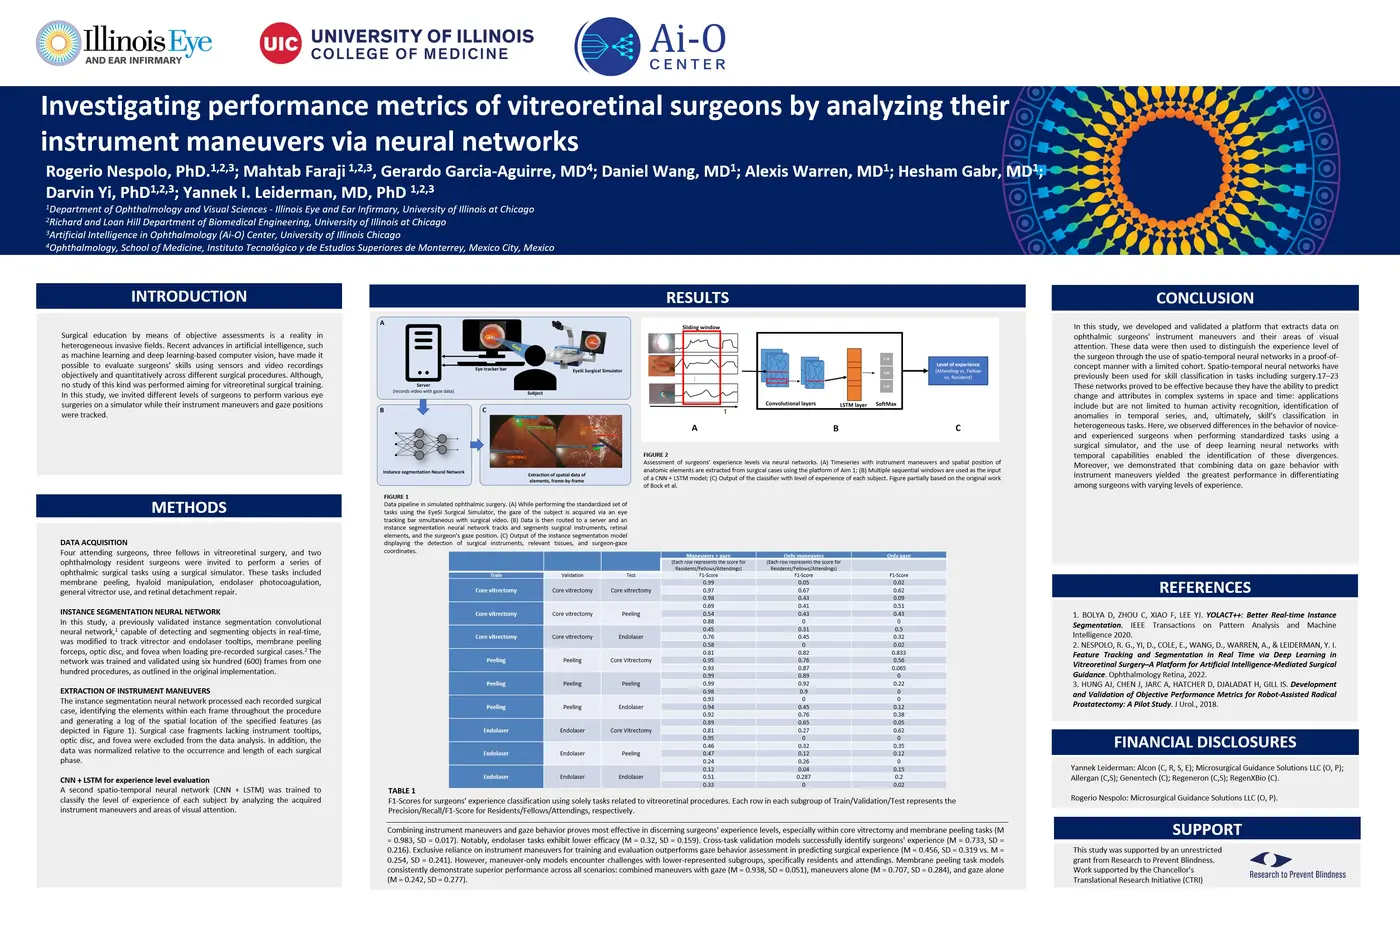 Illinois Eye
AND EAR INFIRMARY
UIC
UNIVERSITY OF ILLINOIS
COLLEGE OF MEDICINE
Ai-O
CENTER
Investigating performance metrics of vitreoretinal surgeons by analyzing their
instrument maneuvers via neural networks
Rogerio Nespolo, PhD.1,2,3; Mahtab Faraji 1,2,3, Gerardo Garcia-Aguirre, MD4; Daniel Wang, MD1; Alexis Warren, MD1; Hesham Gabr, MD1;
Darvin Yi, PhD1,2,3; Yannek I. Leiderman, MD, PhD 1,2,3
1Department of Ophthalmology and Visual Sciences - Illinois Eye and Ear Infirmary, University of Illinois at Chicago
2Richard and Loan Hill Department of Biomedical Engineering, University of Illinois at Chicago
3Artificial Intelligence in Ophthalmology (Ai-O) Center, University of Illinois Chicago
4Ophthalmology, School of Medicine, Instituto Tecnológico y de Estudios Superiores de Monterrey, Mexico City, Mexico
INTRODUCTION
Surgical education by means of objective assessments is a reality in
heterogeneous invasive fields. Recent advances in artificial intelligence, such
as machine learning and deep learning-based computer vision, have made it
possible to evaluate surgeons' skills using sensors and video recordings
objectively and quantitatively across different surgical procedures. Although,
no study of this kind was performed aiming for vitreoretinal surgical training.
In this study, we invited different levels of surgeons to perform various eye
surgeries on a simulator while their instrument maneuvers and gaze positions
were tracked.
METHODS
DATA ACQUISITION
Four attending surgeons, three fellows in vitreoretinal surgery, and two
ophthalmology resident surgeons were invited to perform a series of
ophthalmic surgical tasks using a surgical simulator. These tasks included
membrane peeling, hyaloid manipulation, endolaser photocoagulation,
general vitrector use, and retinal detachment repair.
INSTANCE SEGMENTATION NEURAL NETWORK
In this study, a previously validated instance segmentation convolutional
neural network,1 capable of detecting and segmenting objects in real-time,
was modified to track vitrector and endolaser tooltips, membrane peeling
forceps, optic disc, and fovea when loading pre-recorded surgical cases.2 The
network was trained and validated using six hundred (600) frames from one
hundred procedures, as outlined in the original implementation.
EXTRACTION OF INSTRUMENT MANEUVERS
The instance segmentation neural network processed each recorded surgical
case, identifying the elements within each frame throughout the procedure
and generating a log of the spatial location of the specified features (as
depicted in Figure 1). Surgical case fragments lacking instrument tooltips,
optic disc, and fovea were excluded from the data analysis. In addition, the
data was normalized relative to the occurrence and length of each surgical
phase.
CNN + LSTM for experience level evaluation
A second spatio-temporal neural network (CNN + LSTM) was trained to
classify the level of experience of each subject by analyzing the acquired
instrument maneuvers and areas of visual attention.
RESULTS
A
Server
(records video with gaze data)
Eye-tracker bar
Subject
EyeSi Surgical Simulator
B
Instance segmentation Neural Network
C
Extraction of spatial data of
elements, frame-by-frame
FIGURE 1
Data pipeline in simulated ophthalmic surgery. (A) While performing the standardized set of
tasks using the EyeSi Surgical Simulator, the gaze of the subject is acquired via an eye
tracking bar simultaneous with surgical video. (B) Data is then routed to a server and an
instance segmentation neural network tracks and segments surgical instruments, retinal
elements, and the surgeon's gaze position. (C) Output of the instance segmentation model
displaying the detection of surgical instruments, relevant tissues, and surgeon-gaze
coordinates.
Sliding window
t
Convolutional layers
LSTM layer
SoftMax
Level of experience
(Attending vs. Fellow
vs. Resident)
A B C
FIGURE 2
Assessment of surgeons' experience levels via neural networks. (A) Timeseries with instrument maneuvers and spatial position of
anatomic elements are extracted from surgical cases using the platform of Aim 1; (B) Multiple sequential windows are used as the input
of a CNN + LSTM model; (C) Output of the classifier with level of experience of each subject. Figure partially based on the original work
of Bock et al.
Maneuvers + gaze Only maneuvers Only gaze
(Each row represents the score for Residents/Fellows/Attendings) (Each row represents the score for Residents/Fellows/Attendings)
Train Validation Test F1-Score F1-Score F1-Score
Core vitrectomy Core vitrectomy Core vitrectomy
0.99 0.05 0.02
0.97 0.67 0.62
0.98 0.43 0.09
Core vitrectomy Core vitrectomy Peeling
0.69 0.41 0.51
0.54 0.43 0.43
0.88 0 0
Core vitrectomy Core vitrectomy Endolaser
0.45 0.31 0.5
0.76 0.45 0.32
0.58 0 0.02
Peeling Peeling Core Vitrectomy
0.81 0.82 0.833
0.95 0.76 0.56
0.93 0.87 0.065
Peeling Peeling Peeling
0.99 0.89 0
0.99 0.92 0.22
0.98 0.9 0
Peeling Peeling Endolaser
0.93 0 0
0.94 0.45 0.12
0.92 0.76 0.38
Endolaser Endolaser Core Vitrectomy
0.89 0.65 0.05
0.81 0.27 0.62
0.95 0
Endolaser Endolaser Peeling
0.46 0.32 0.35
0.47 0.12 0.12
0.24 0.26 0
Endolaser Endolaser Endolaser
0.12 0.04 0.15
0.51 0.287 0.2
0.33 0 0.02
TABLE 1
F1-Scores for surgeons' experience classification using solely tasks related to vitreoretinal procedures. Each row in each subgroup of Train/Validation/Test represents the
Precision/Recall/F1-Score for Residents/Fellows/Attendings, respectively.
Combining instrument maneuvers and gaze behavior proves most effective in discerning surgeons' experience levels, especially within core vitrectomy and membrane peeling tasks (M
= 0.983, SD = 0.017). Notably, endolaser tasks exhibit lower efficacy (M = 0.32, SD = 0.159). Cross-task validation models successfully identify surgeons' experience (M = 0.733, SD =
0.216). Exclusive reliance on instrument maneuvers for training and evaluation outperforms gaze behavior assessment in predicting surgical experience (M = 0.456, SD = 0.319 vs. M =
0.254, SD = 0.241). However, maneuver-only models encounter challenges with lower-represented subgroups, specifically residents and attendings. Membrane peeling task models
consistently demonstrate superior performance across all scenarios: combined maneuvers with gaze (M = 0.938, SD = 0.051), maneuvers alone (M = 0.707, SD = 0.284), and gaze alone
(M = 0.242, SD = 0.277).
CONCLUSION
In this study, we developed and validated a platform that extracts data on
ophthalmic surgeons' instrument maneuvers and their areas of visual
attention. These data were then used to distinguish the experience level of
the surgeon through the use of spatio-temporal neural networks in a proof-of-
concept manner with a limited cohort. Spatio-temporal neural networks have
previously been used for skill classification in tasks including surgery.17–23
These networks proved to be effective because they have the ability to predict
change and attributes in complex systems in space and time: applications
include but are not limited to human activity recognition, identification of
anomalies in temporal series, and, ultimately, skill's classification in
heterogeneous tasks. Here, we observed differences in the behavior of novice-
and experienced surgeons when performing standardized tasks using a
surgical simulator, and the use of deep learning neural networks with
temporal capabilities enabled the identification of these divergences.
Moreover, we demonstrated that combining data on gaze behavior with
instrument maneuvers yielded the greatest performance in differentiating
among surgeons with varying levels of experience.
REFERENCES
1. BOLYA D, ZHOU C, XIAO F, LEE YJ. YOLACT++: Better Real-time Instance
Segmentation. IEEE Transactions on Pattern Analysis and Machine
Intelligence 2020.
2. NESPOLO, R. G., YI, D., COLE, E., WANG, D., WARREN, A., & LEIDERMAN, Y. I.
Feature Tracking and Segmentation in Real Time via Deep Learning in
Vitreoretinal Surgery–A Platform for Artificial Intelligence-Mediated Surgical
Guidance. Ophthalmology Retina, 2022.
3. HUNG AJ, CHEN J, JARC A, HATCHER D, DJALADAT H, GILL IS. Development
and Validation of Objective Performance Metrics for Robot-Assisted Radical
Prostatectomy: A Pilot Study. J Urol., 2018.
FINANCIAL DISCLOSURES
Yannek Leiderman: Alcon (C, R, S, E); Microsurgical Guidance Solutions LLC (O, P);
Allergan (C,S); Genentech (C); Regeneron (C,S); RegenXBio (C).
Rogerio Nespolo: Microsurgical Guidance Solutions LLC (O, P).
SUPPORT
This study was supported by an unrestricted
grant from Research to Prevent Blindness.
Work supported by the Chancellor's
Translational Research Initiative (CTRI)
Research to Prevent Blindness